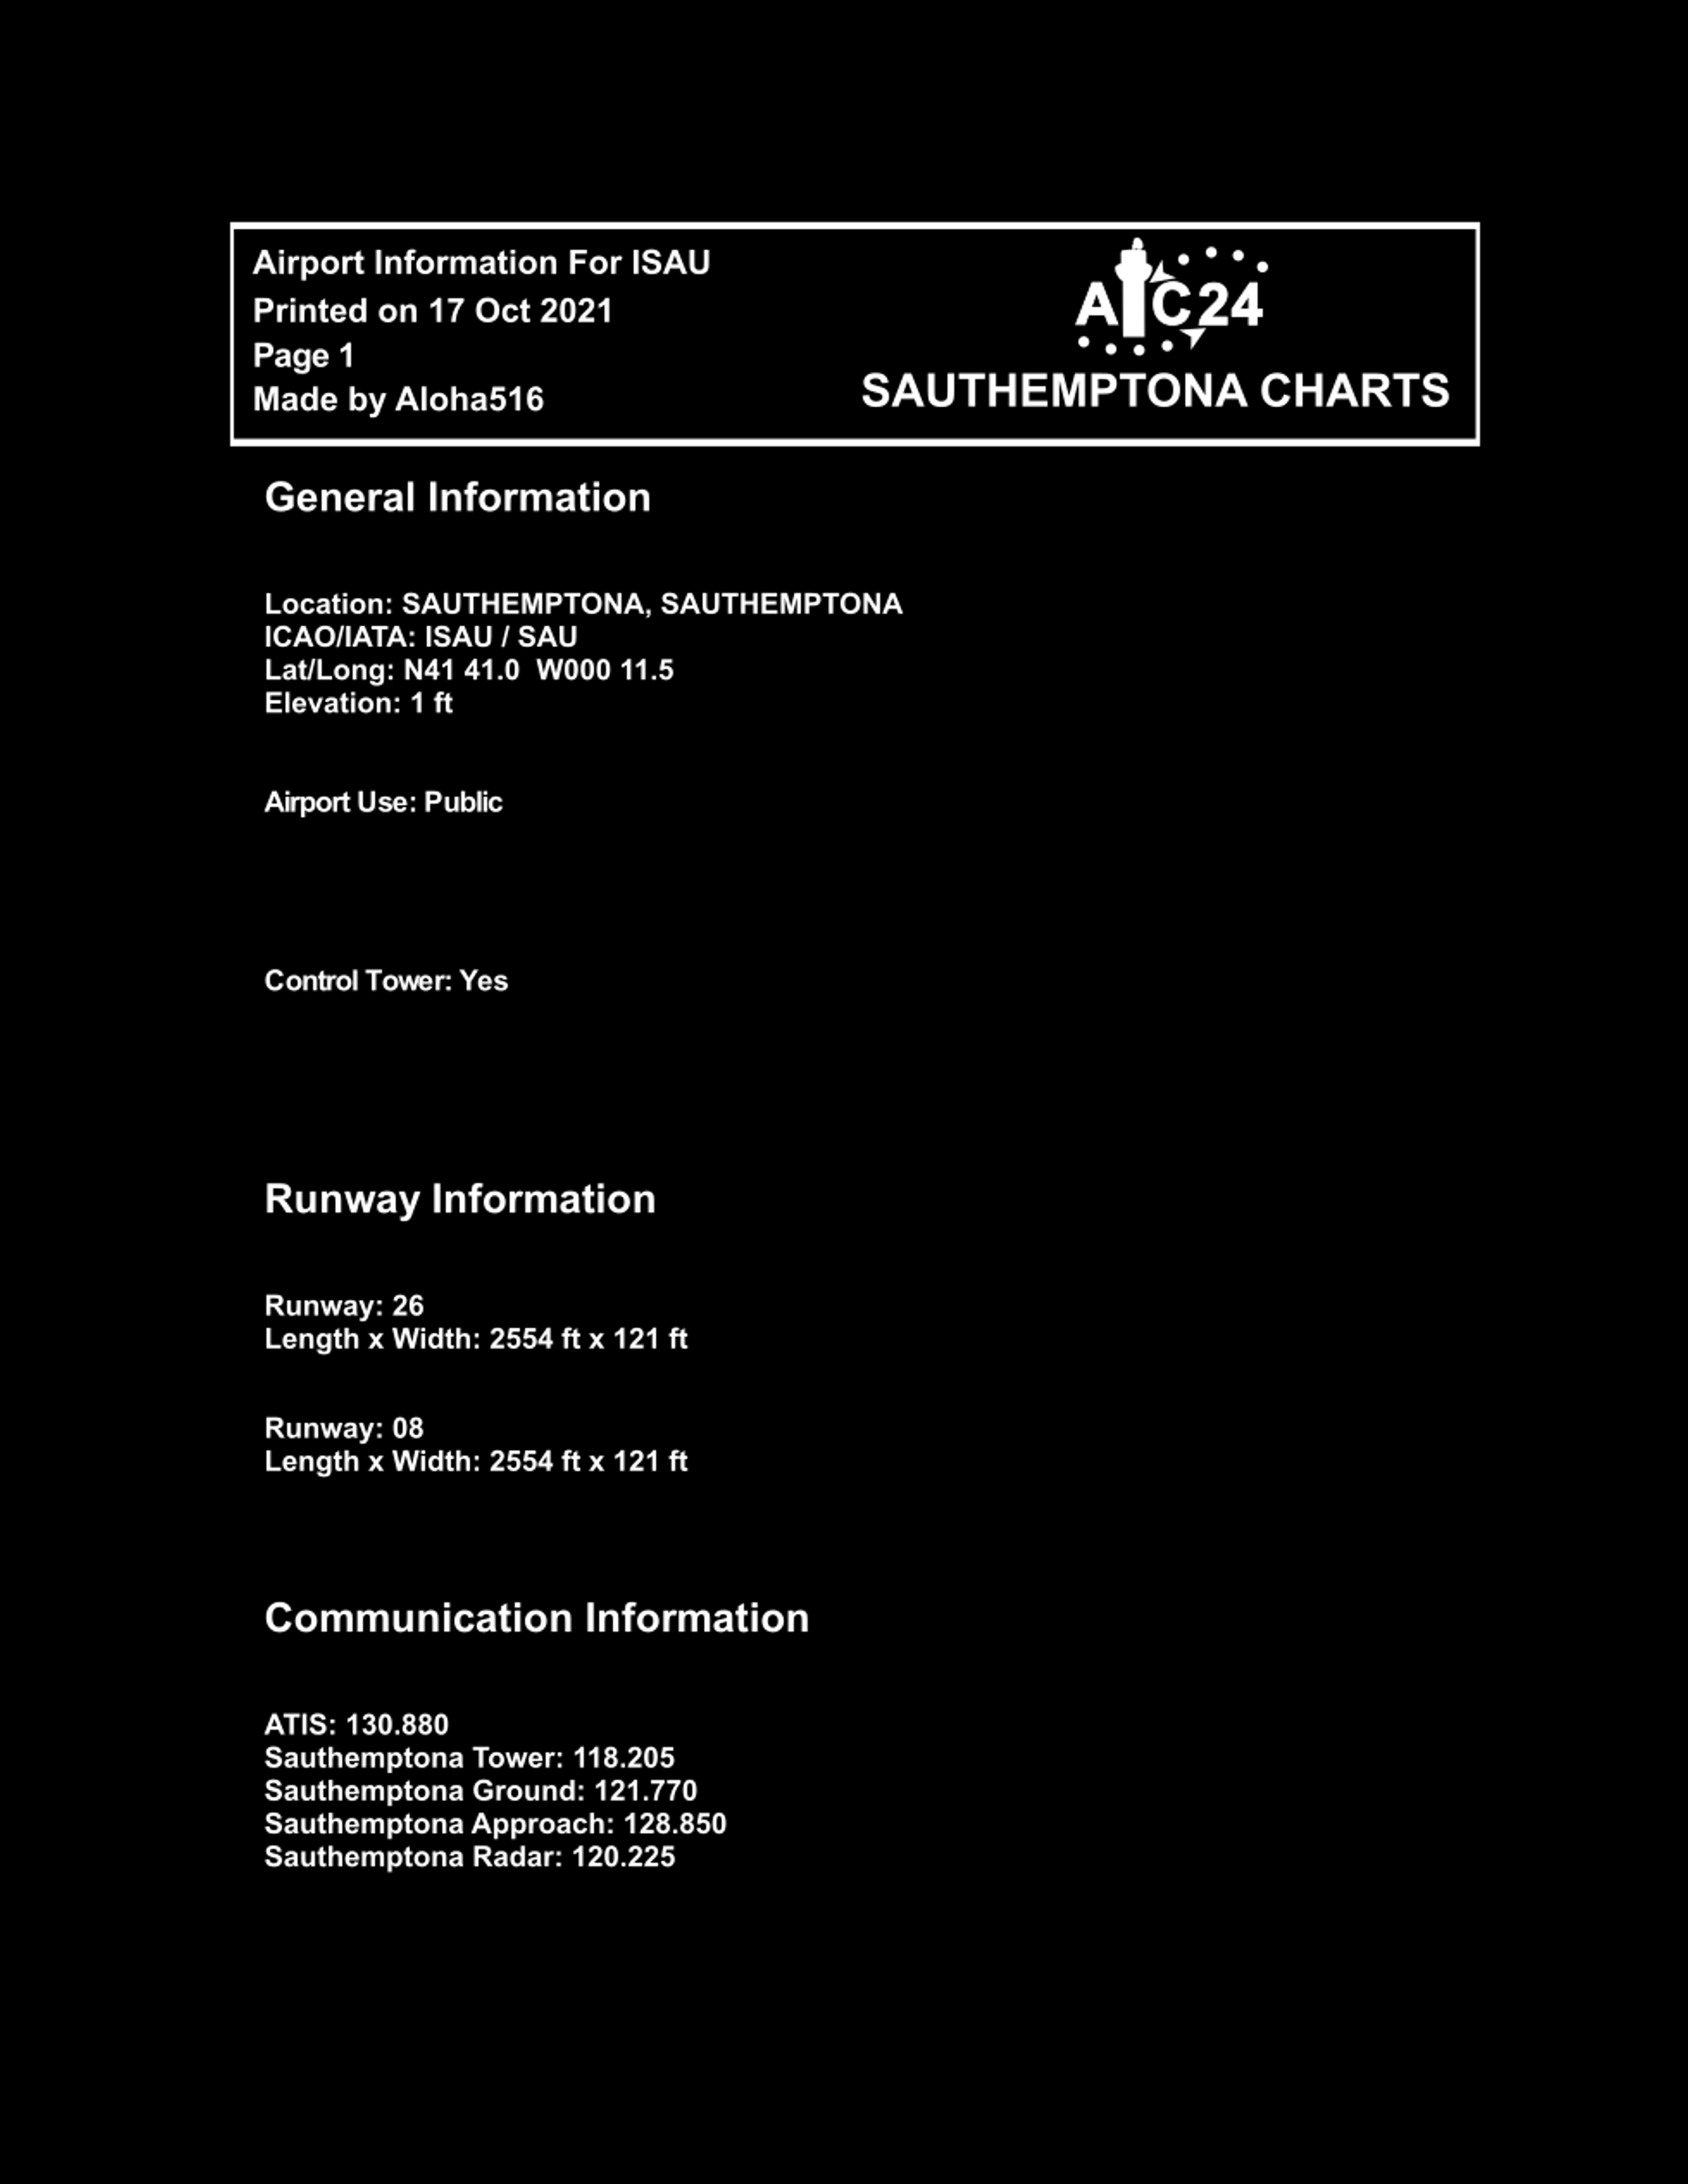 Airport Information For ISAU
Printed on 17 Oct 2021
Page 1
Made by Aloha516
ATC24
SAUTHEMPTONA CHARTS
General Information
Location: SAUTHEMPTONA, SAUTHEMPTONA
ICAO/IATA: ISAU / SAU
Lat/Long: N41 41.0  W000 11.5
Elevation: 1 ft
Airport Use: Public
Control Tower: Yes
Runway Information
Runway: 26
Length x Width: 2554 ft x 121 ft
Runway: 08
Length x Width: 2554 ft x 121 ft
Communication Information
ATIS: 130.880
Sauthemptona Tower: 118.205
Sauthemptona Ground: 121.770
Sauthemptona Approach: 128.850
Sauthemptona Radar: 120.225